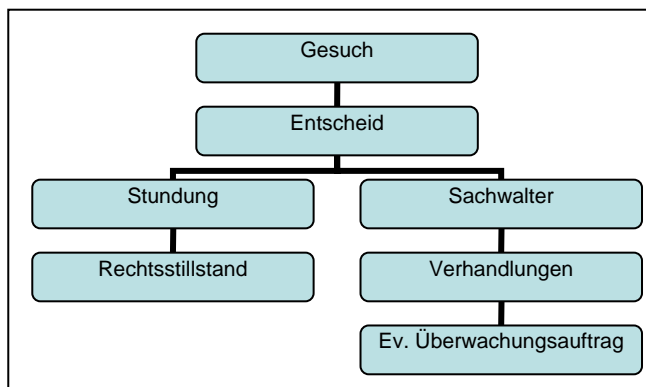 Gesuch
Entscheid
Stundung
Sachwalter
Rechtsstillstand
Verhandlungen
Ev. Überwachungsauftrag